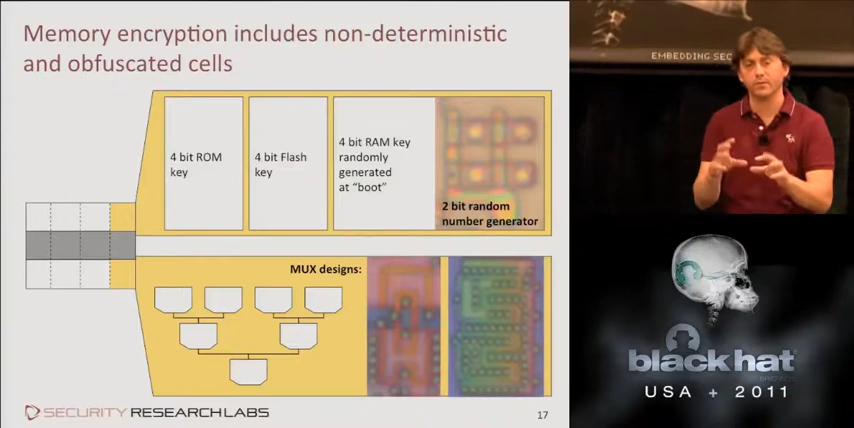 Memory encryption includes non-deterministic
and obfuscated cells
4 bit ROM
key
4 bit Flash
key
4 bit RAM key
randomly
generated
at “boot”
2 bit random
number generator
MUX designs:
SECURITY RESEARCH LABS
17
EMBEDDING SEC
black hat
USA + 2011